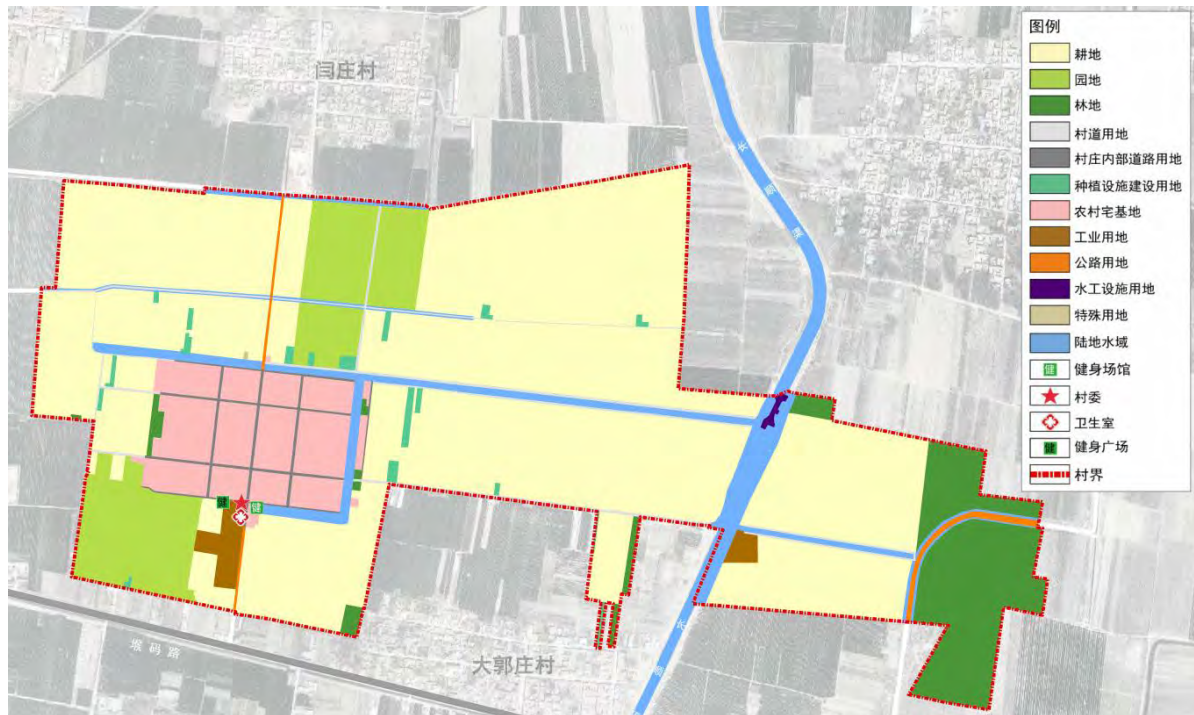 闫庄村
大郭庄村
健
健
图例
耕地
园地
林地
村道用地
村庄内部道路用地
种植设施建设用地
农村宅基地
工业用地
公路用地
水工设施用地
特殊用地
陆地水域
健 健身场馆
村委
卫生室
健 健身广场
村界